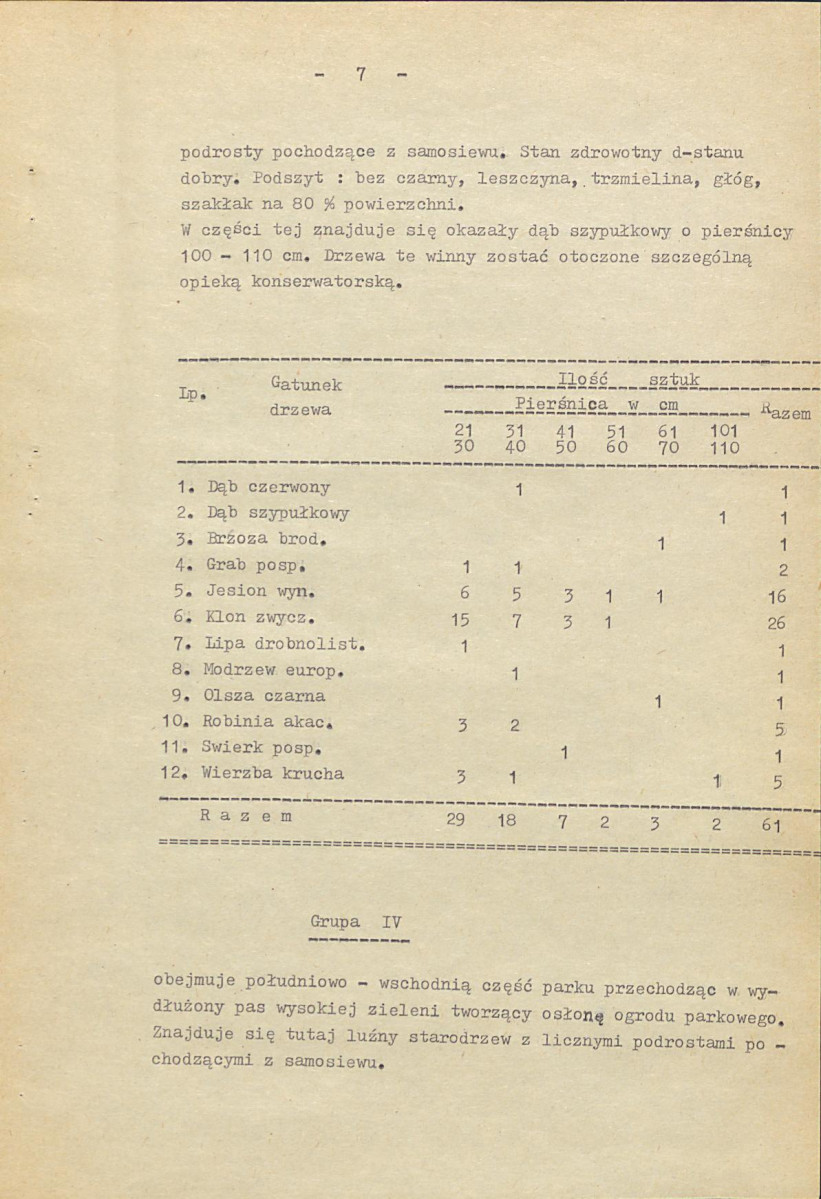 - 7 -
podrosty pochodzące z samosiewu. Stan zdrowotny d-stanu
dobry. Podszyt : bez czarny, leszczyna, trzmielina, głóg,
szakłak na 80 % powierzchni.
W części tej znajduje się okazały dąb szypułkowy o pierśnicy
100 - 110 cm. Drzewa te winny zostać otoczone szczególną
opieką konserwatorską.
Lp. Gatunek drzewa Ilość sztuk
Pierśnica w cm Razem
21 31 41 51 61 101
30 40 50 60 70 110
1. Dąb czerwony 1 1
2. Dąb szypułkowy 1 1
3. Brzoza brod. 1 1
4. Grab posp. 1 1 2
5. Jesion wyn. 6 5 3 1 1 16
6. Klon zwycz. 15 7 3 1 26
7. Lipa drobnolist. 1 1
8. Modrzew europ. 1 1
9. Olsza czarna 1 1
10. Robinia akac. 3 2 5
11. Swierk posp. 1 1
12. Wierzba krucha 3 1 1 5
R a z e m 29 18 7 2 3 2 61
Grupa IV
obejmuje południowo - wschodnią część parku przechodząc w wy-
dłużony pas wysokiej zieleni tworzący osłonę ogrodu parkowego.
Znajduje się tutaj luźny starodrzew z licznymi podrostami po -
chodzącymi z samosiewu.